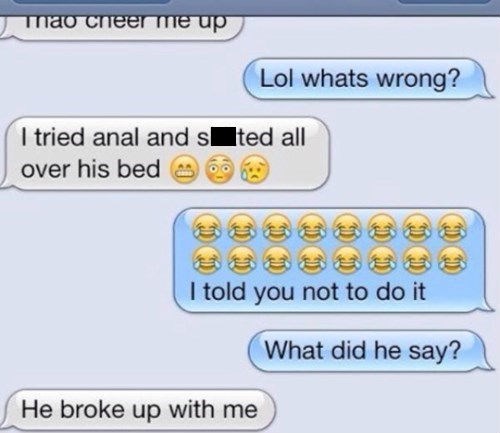 Thao cheer me up
Lol whats wrong?
I tried anal and s ted all
over his bed 😁😳😥
😂😂😂😂😂😂😂😂
😂😂😂😂😂😂😂😂
I told you not to do it
What did he say?
He broke up with me